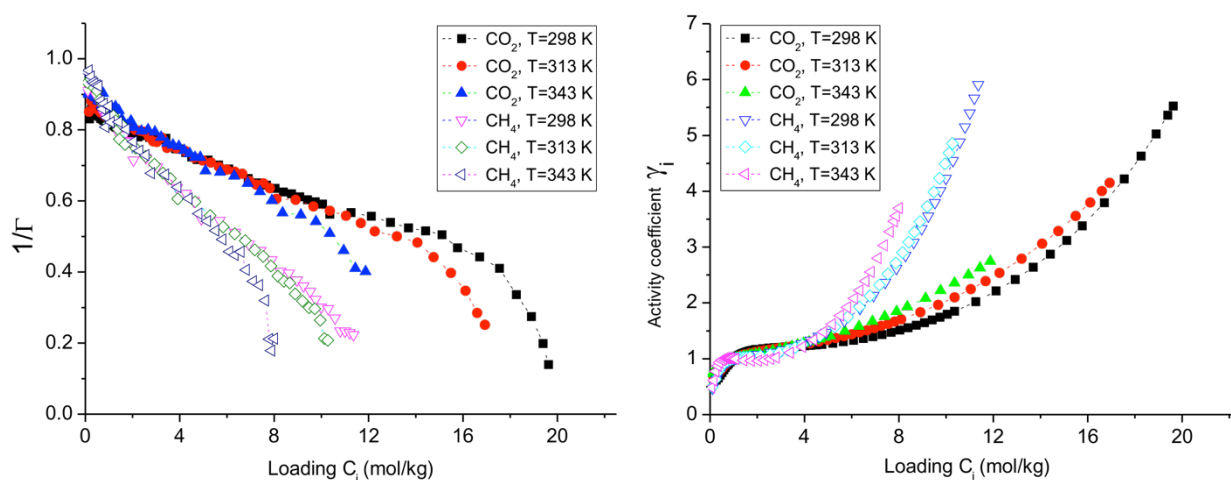 1/Γ
1.0
0.8
0.6
0.4
0.2
0.0
0
4
8
12
16
20
Loading Ci (mol/kg)
CO2, T=298 K
CO2, T=313 K
CO2, T=343 K
CH4, T=298 K
CH4, T=313 K
CH4, T=343 K
Activity coefficient γi
7
6
5
4
3
2
1
0
0
4
8
12
16
20
Loading Ci (mol/kg)
CO2, T=298 K
CO2, T=313 K
CO2, T=343 K
CH4, T=298 K
CH4, T=313 K
CH4, T=343 K